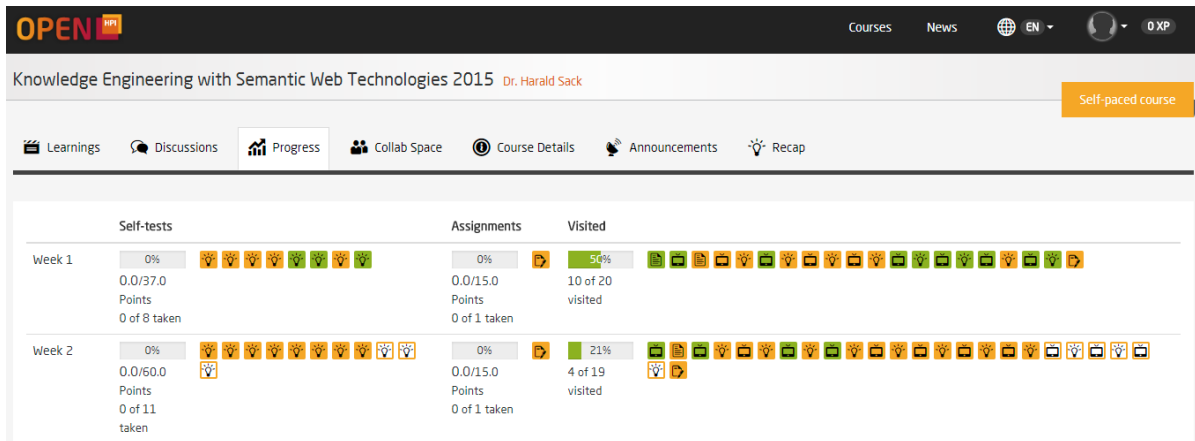 OPEN HPI
Courses News EN 0 XP
Knowledge Engineering with Semantic Web Technologies 2015 Dr. Harald Sack
Self-paced course
Learnings Discussions Progress Collab Space Course Details Announcements Recap
Self-tests Assignments Visited
Week 1 0% 0% 50%
0.0/37.0 0.0/15.0 10 of 20
Points Points visited
0 of 8 taken 0 of 1 taken
Week 2 0% 0% 21%
0.0/60.0 0.0/15.0 4 of 19
Points Points visited
0 of 11 0 of 1 taken
taken